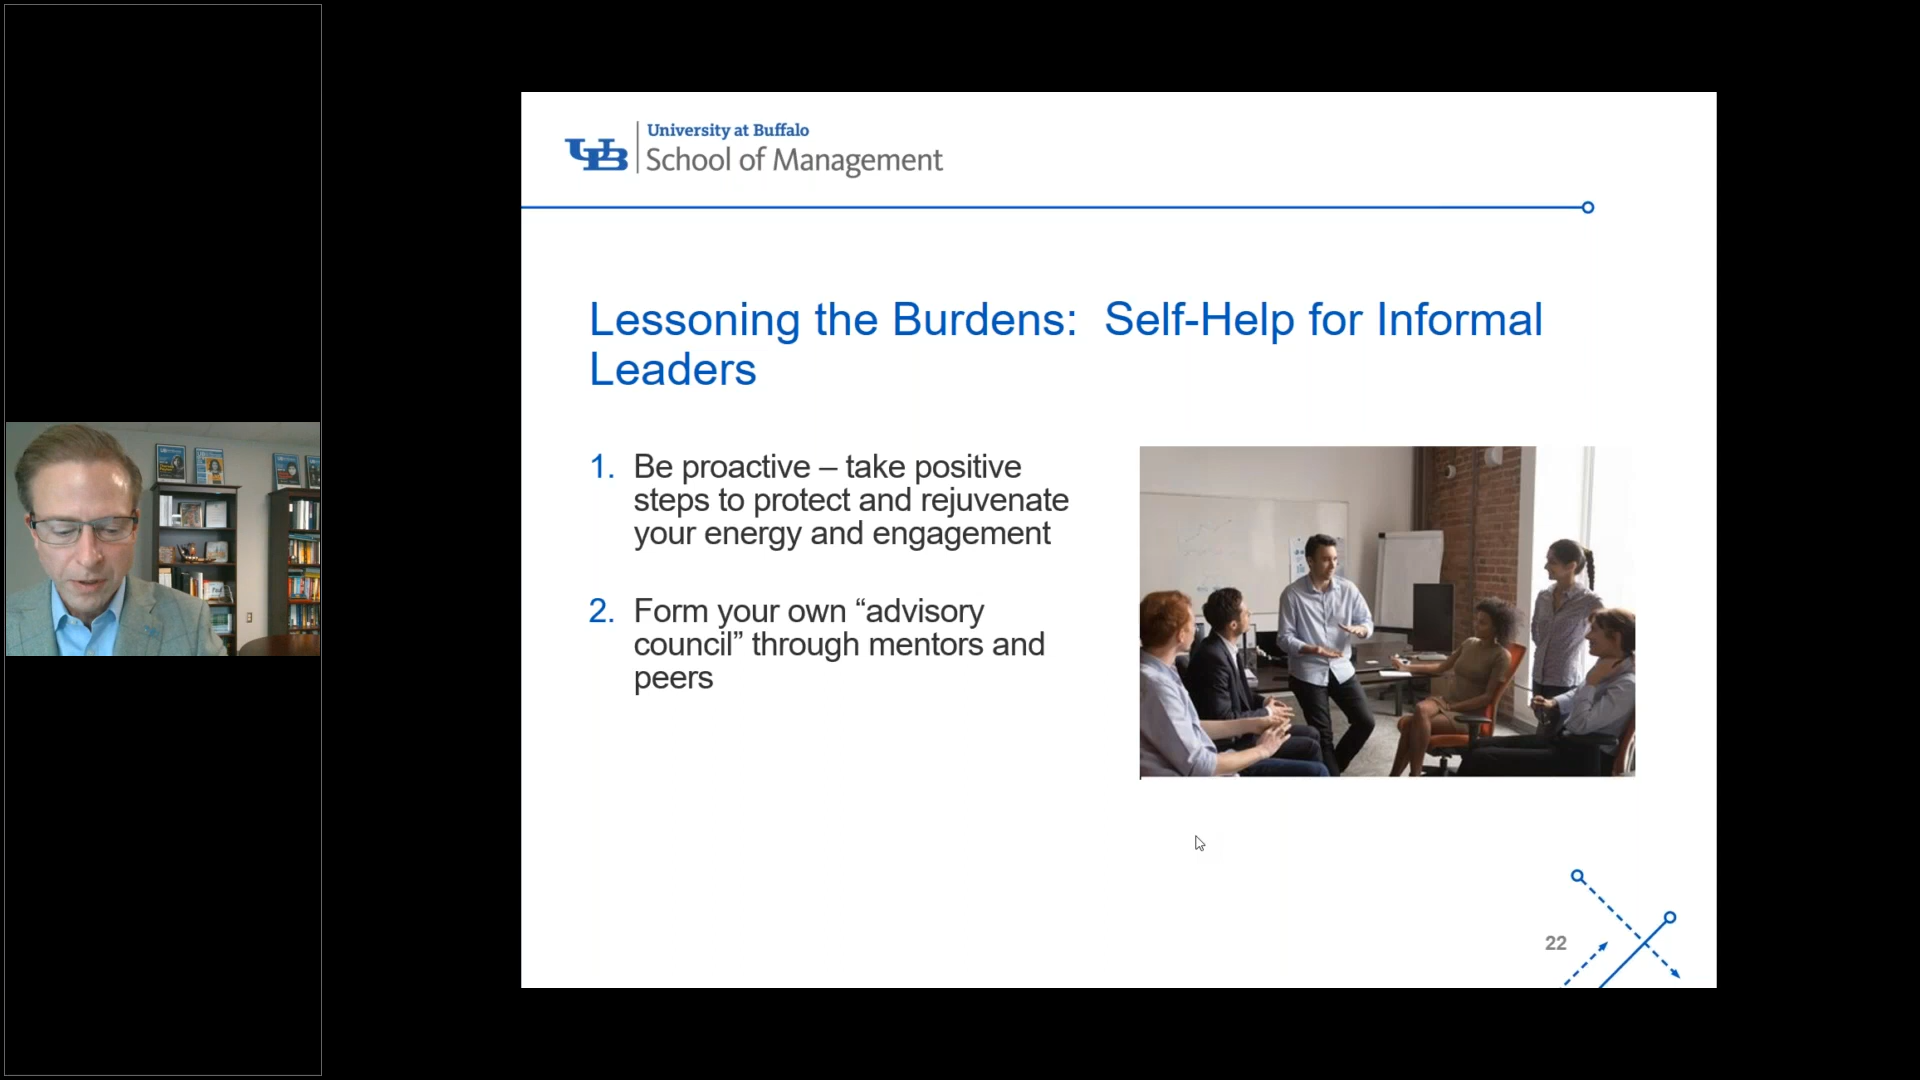 University at Buffalo
UB
School of Management
Lessoning the Burdens:  Self-Help for Informal
Leaders
1. Be proactive – take positive
steps to protect and rejuvenate
your energy and engagement
2. Form your own “advisory
council” through mentors and
peers
22